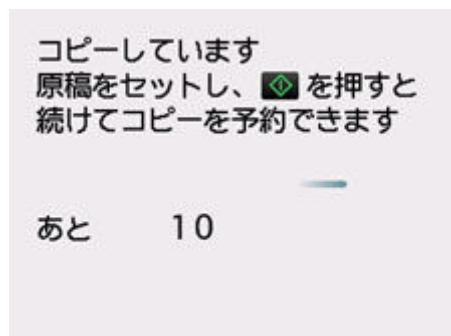 コピーしています
原稿をセットし、を押すと
続けてコピーを予約できます
あと 10